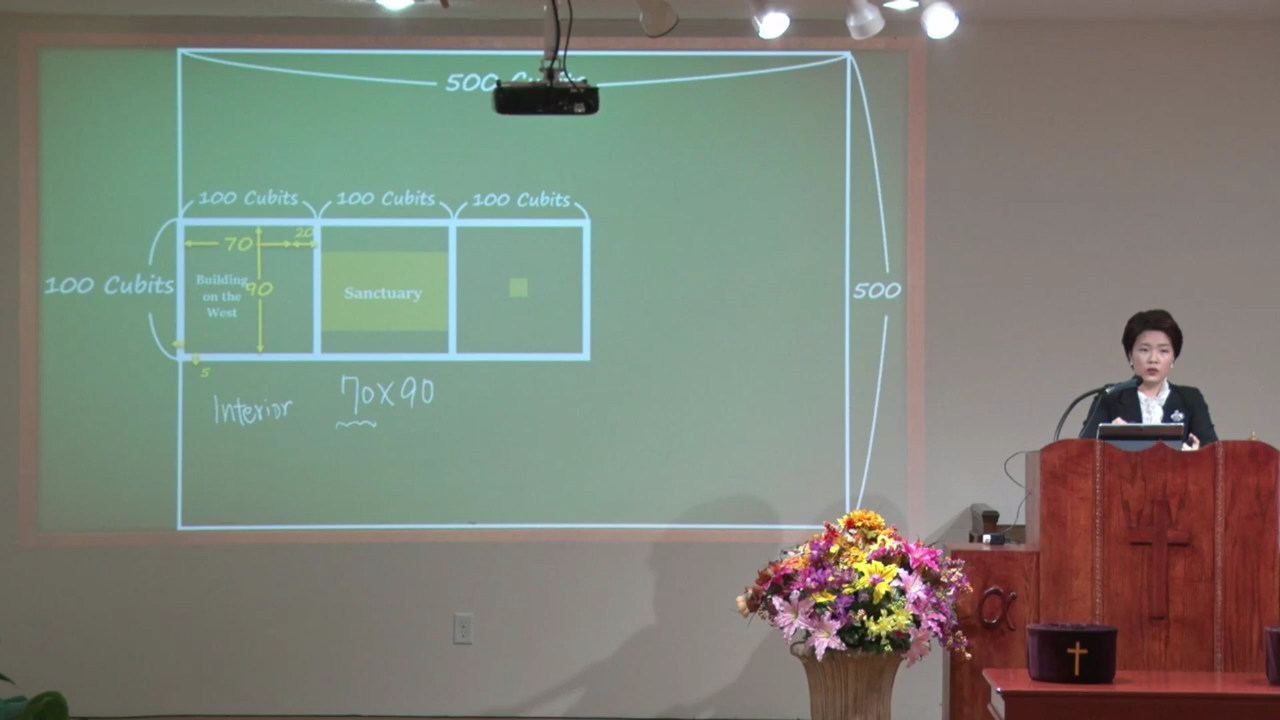 500
100 Cubits
100 Cubits
100 Cubits
20
70
100 Cubits
Building
on the
West
90
Sanctuary
500
5
Interior
70x90
α